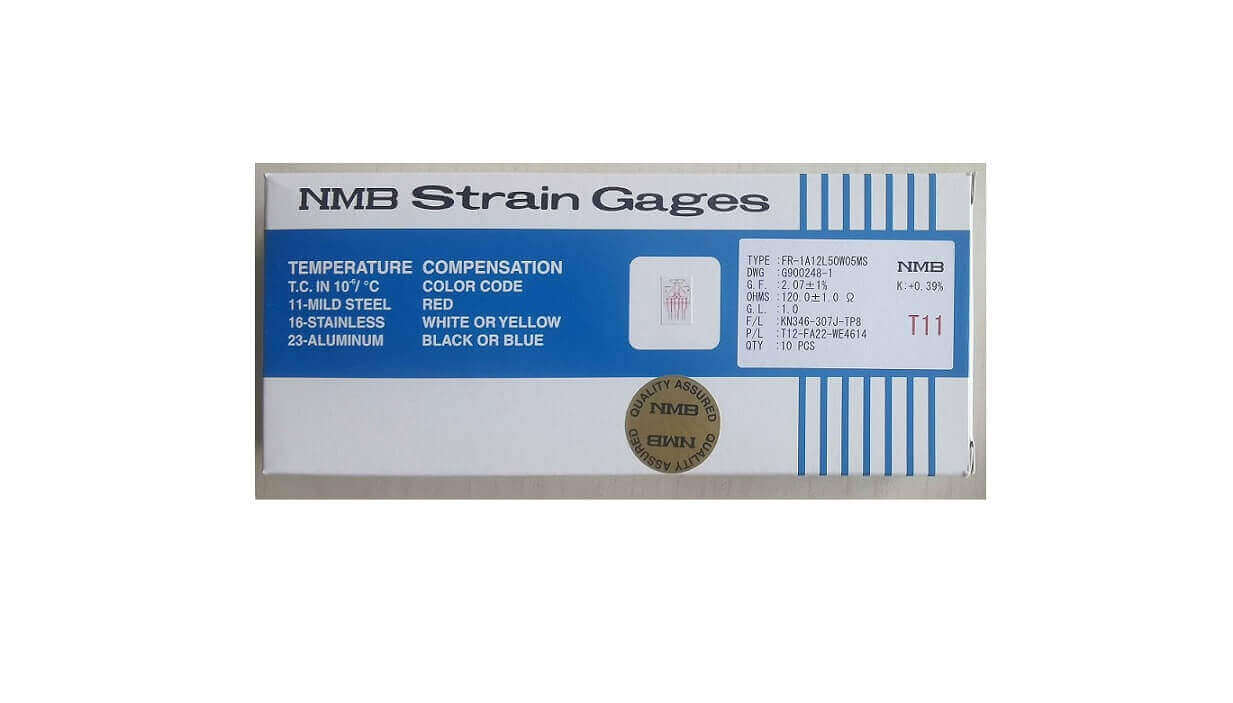 NMB Strain Gages
TEMPERATURE COMPENSATION
T.C. IN 10⁻⁶/ °C COLOR CODE
11-MILD STEEL RED
16-STAINLESS WHITE OR YELLOW
23-ALUMINUM BLACK OR BLUE
TYPE :FR-1A12L50W05MS
DWG :G900248-1
G. F. :2.07±1%
OHMS :120.0±1.0 Ω
G. L. :1.0
F/L :KN346-307J-TP8
P/L :T12-FA22-WE4614
QTY :10 PCS
NMB
K:+0.39%
T11
QUALITY ASSURED
NMB
NMB
QUALITY ASSURED